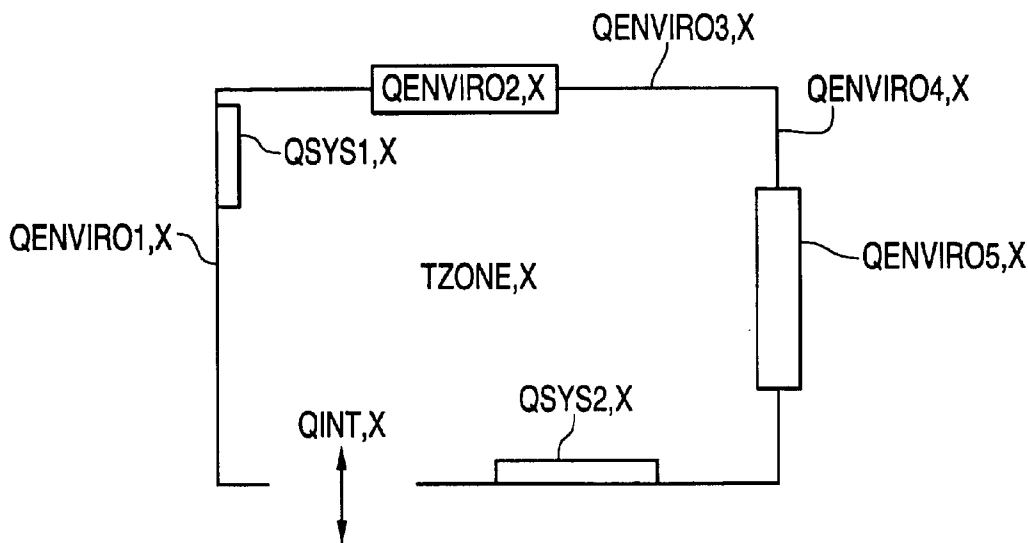 QENVIRO3,X
QENVIRO2,X
QENVIRO4,X
QSYS1,X
QENVIRO1,X
QENVIRO5,X
TZONE,X
QSYS2,X
QINT,X